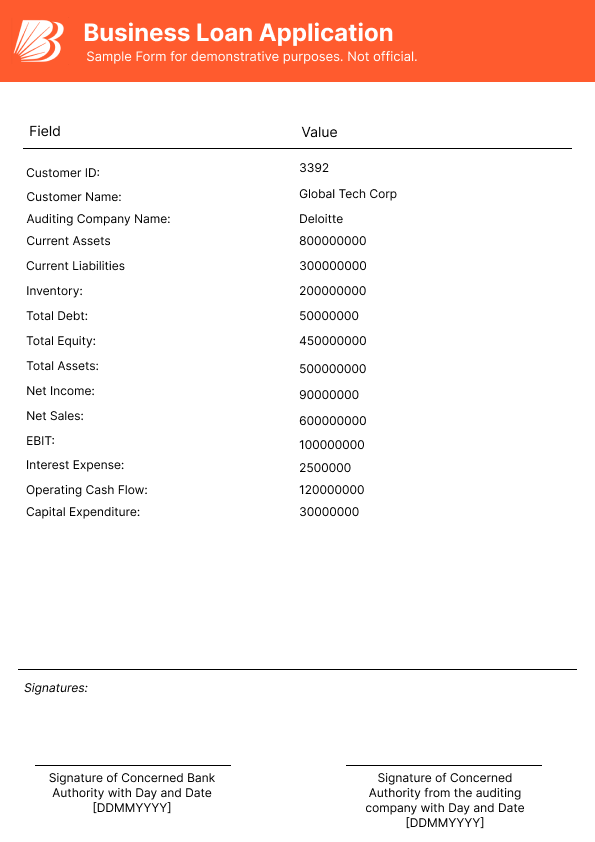 Business Loan Application
Sample Form for demonstrative purposes. Not official.
Field Value
Customer ID: 3392
Customer Name: Global Tech Corp
Auditing Company Name: Deloitte
Current Assets 800000000
Current Liabilities 300000000
Inventory: 200000000
Total Debt: 50000000
Total Equity: 450000000
Total Assets: 500000000
Net Income: 90000000
Net Sales: 600000000
EBIT: 100000000
Interest Expense: 2500000
Operating Cash Flow: 120000000
Capital Expenditure: 30000000
Signatures:
Signature of Concerned Bank
Authority with Day and Date
[DDMMYYYY]
Signature of Concerned
Authority from the auditing
company with Day and Date
[DDMMYYYY]